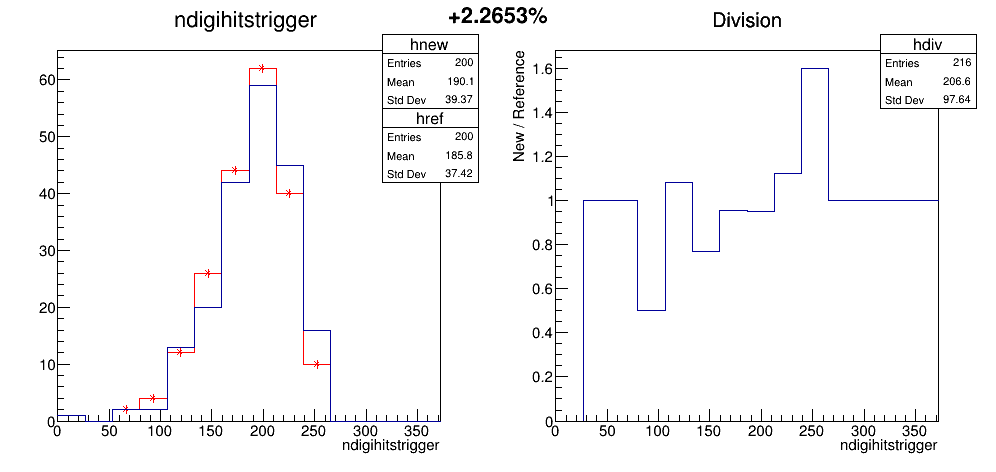 ndigihitstrigger
+2.2653%
Division
hnew
Entries 200
Mean 190.1
Std Dev 39.37
href
Entries 200
Mean 185.8
Std Dev 37.42
60
50
40
30
20
10
0
0 50 100 150 200 250 300 350
ndigihitstrigger
hdiv
Entries 216
Mean 206.6
Std Dev 97.64
New / Reference
1.6
1.4
1.2
1
0.8
0.6
0.4
0.2
0
0 50 100 150 200 250 300 350
ndigihitstrigger